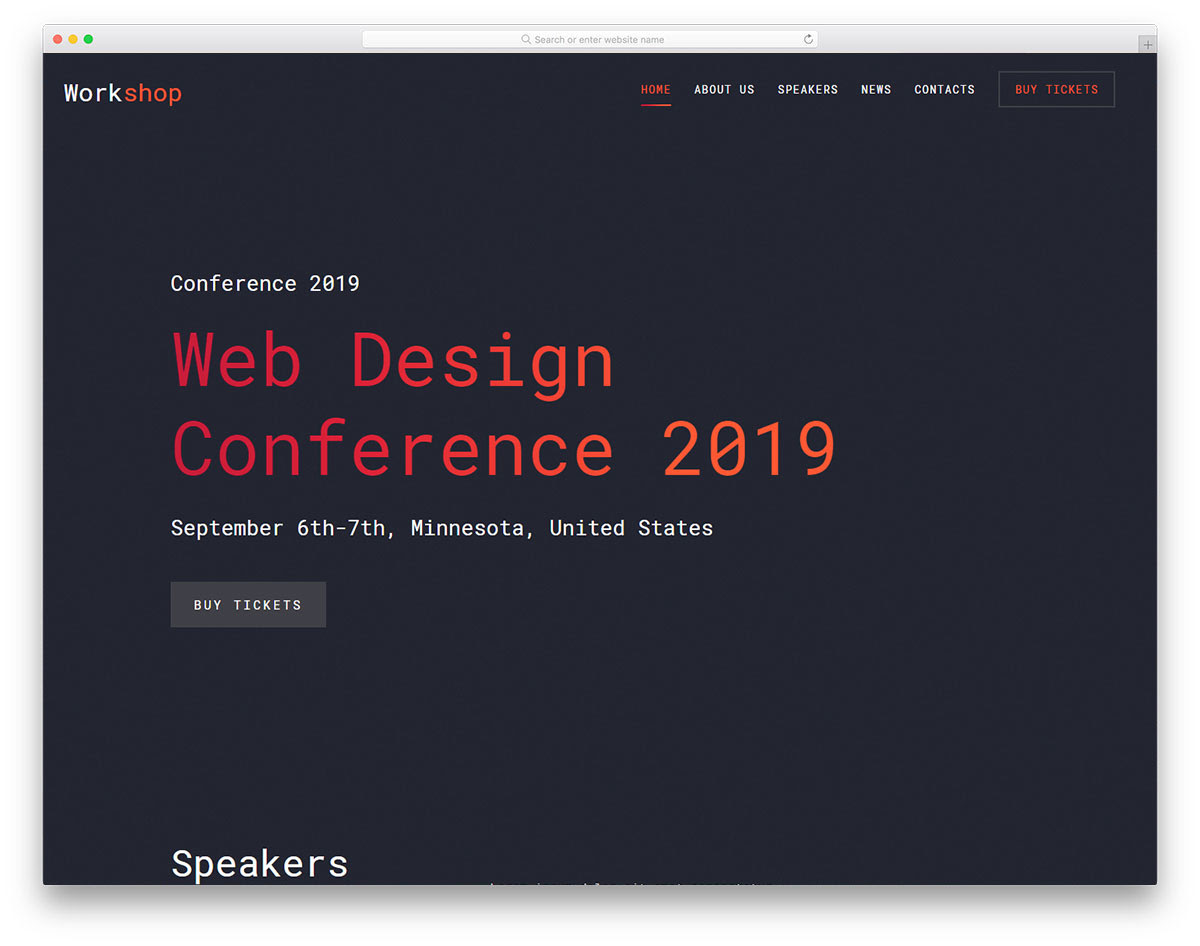 Search or enter website name
Workshop
HOME ABOUT US SPEAKERS NEWS CONTACTS BUY TICKETS
Conference 2019
Web Design
Conference 2019
September 6th-7th, Minnesota, United States
BUY TICKETS
Speakers